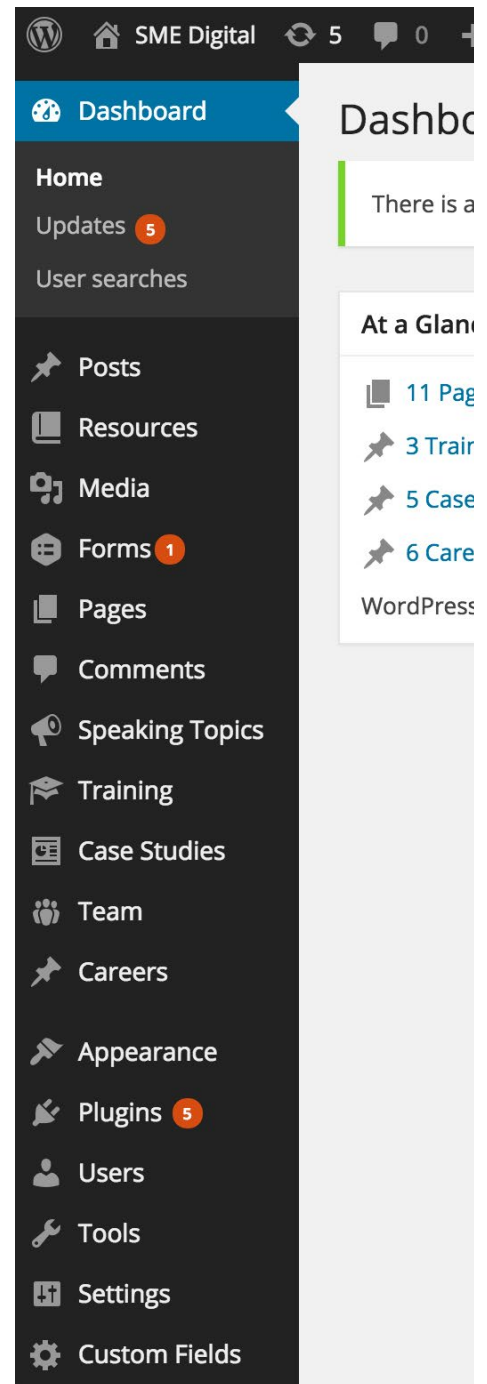 SME Digital 5 0
Dashboard
Home
Updates 5
User searches
Posts
Resources
Media
Forms 1
Pages
Comments
Speaking Topics
Training
Case Studies
Team
Careers
Appearance
Plugins 5
Users
Tools
Settings
Custom Fields
Dashbo
There is a
At a Glan
11 Pag
3 Train
5 Case
6 Care
WordPress